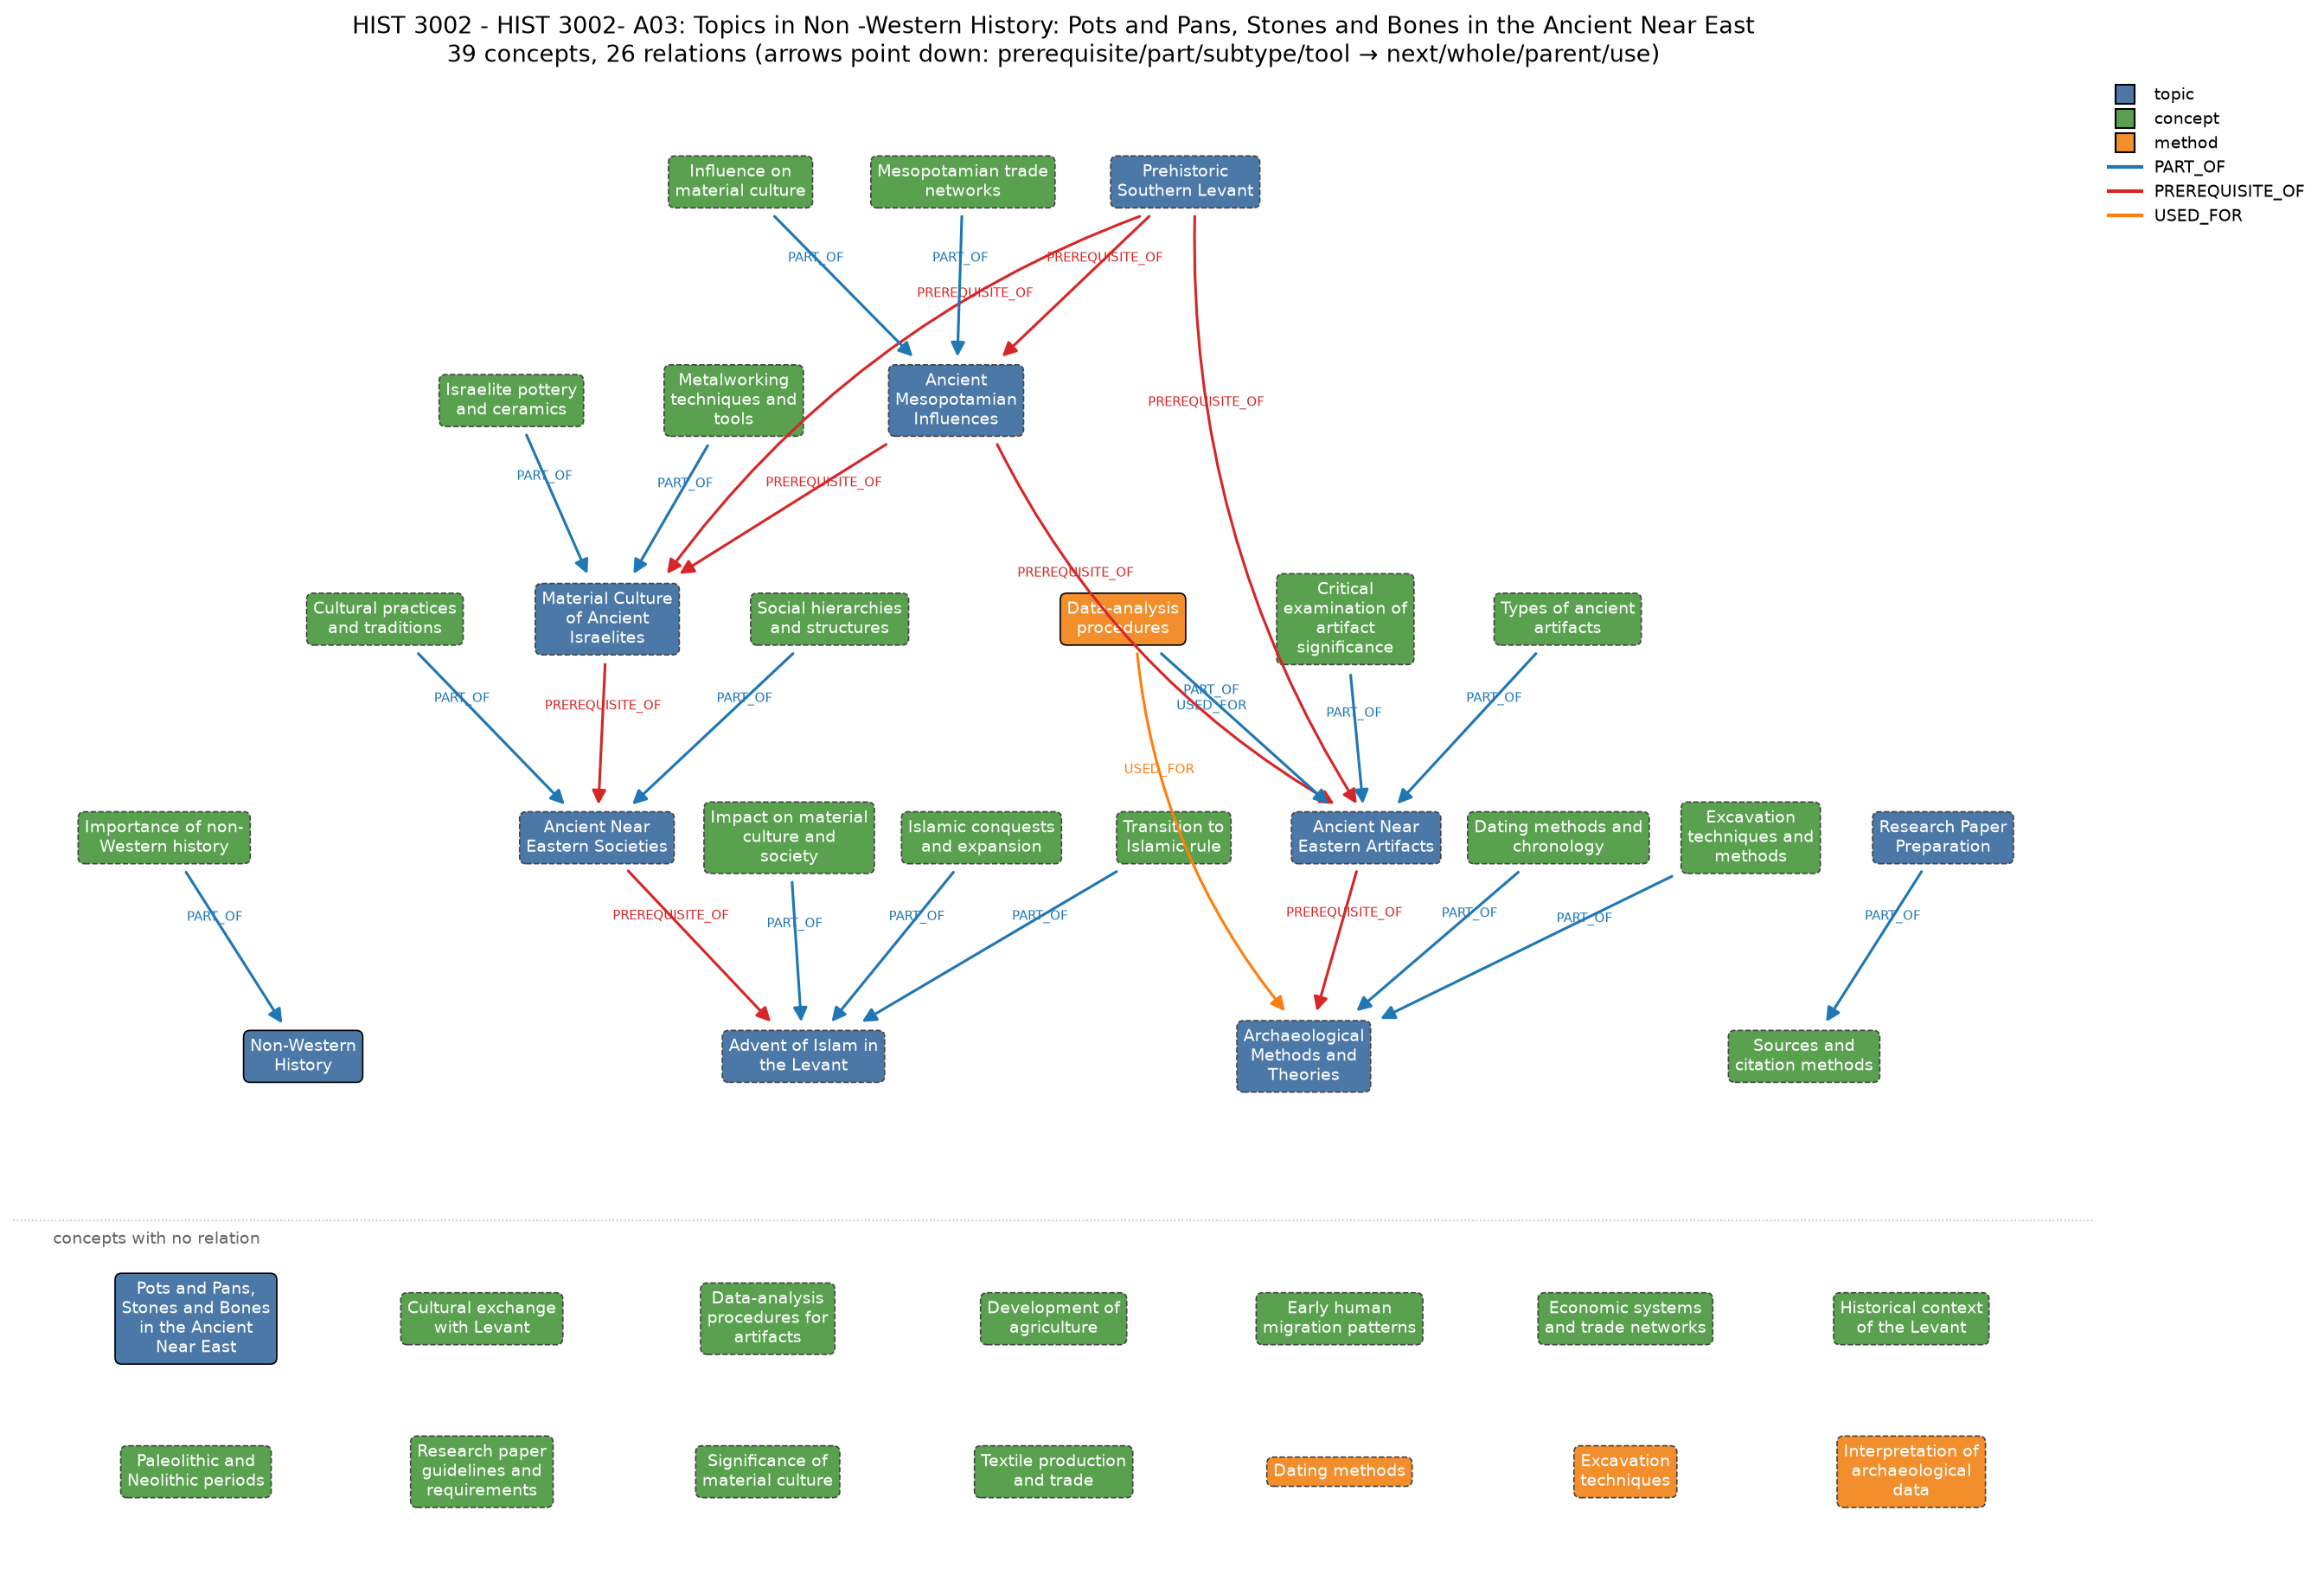 HIST 3002 - HIST 3002- A03: Topics in Non -Western History: Pots and Pans, Stones and Bones in the Ancient Near East
39 concepts, 26 relations (arrows point down: prerequisite/part/subtype/tool → next/whole/parent/use)
topic
concept
method
PART_OF
PREREQUISITE_OF
USED_FOR
Influence on
material culture
Mesopotamian trade
networks
Prehistoric
Southern Levant
PART_OF
PART_OF
PREREQUISITE_OF
PREREQUISITE_OF
Israelite pottery
and ceramics
Metalworking
techniques and
tools
Ancient
Mesopotamian
Influences
PREREQUISITE_OF
PART_OF
PART_OF
PREREQUISITE_OF
PREREQUISITE_OF
Cultural practices
and traditions
Material Culture
of Ancient
Israelites
Social hierarchies
and structures
Data-analysis
procedures
Critical
examination of
artifact
significance
Types of ancient
artifacts
PART_OF
PREREQUISITE_OF
PART_OF
PART_OF
USED_FOR
PART_OF
PART_OF
USED_FOR
Importance of non-
Western history
Ancient Near
Eastern Societies
Impact on material
culture and
society
Islamic conquests
and expansion
Transition to
Islamic rule
Ancient Near
Eastern Artifacts
Dating methods and
chronology
Excavation
techniques and
methods
Research Paper
Preparation
PART_OF
PREREQUISITE_OF
PART_OF
PART_OF
PART_OF
PREREQUISITE_OF
PART_OF
PART_OF
PART_OF
Non-Western
History
Advent of Islam in
the Levant
Archaeological
Methods and
Theories
Sources and
citation methods
concepts with no relation
Pots and Pans,
Stones and Bones
in the Ancient
Near East
Cultural exchange
with Levant
Data-analysis
procedures for
artifacts
Development of
agriculture
Early human
migration patterns
Economic systems
and trade networks
Historical context
of the Levant
Paleolithic and
Neolithic periods
Research paper
guidelines and
requirements
Significance of
material culture
Textile production
and trade
Dating methods
Excavation
techniques
Interpretation of
archaeological
data